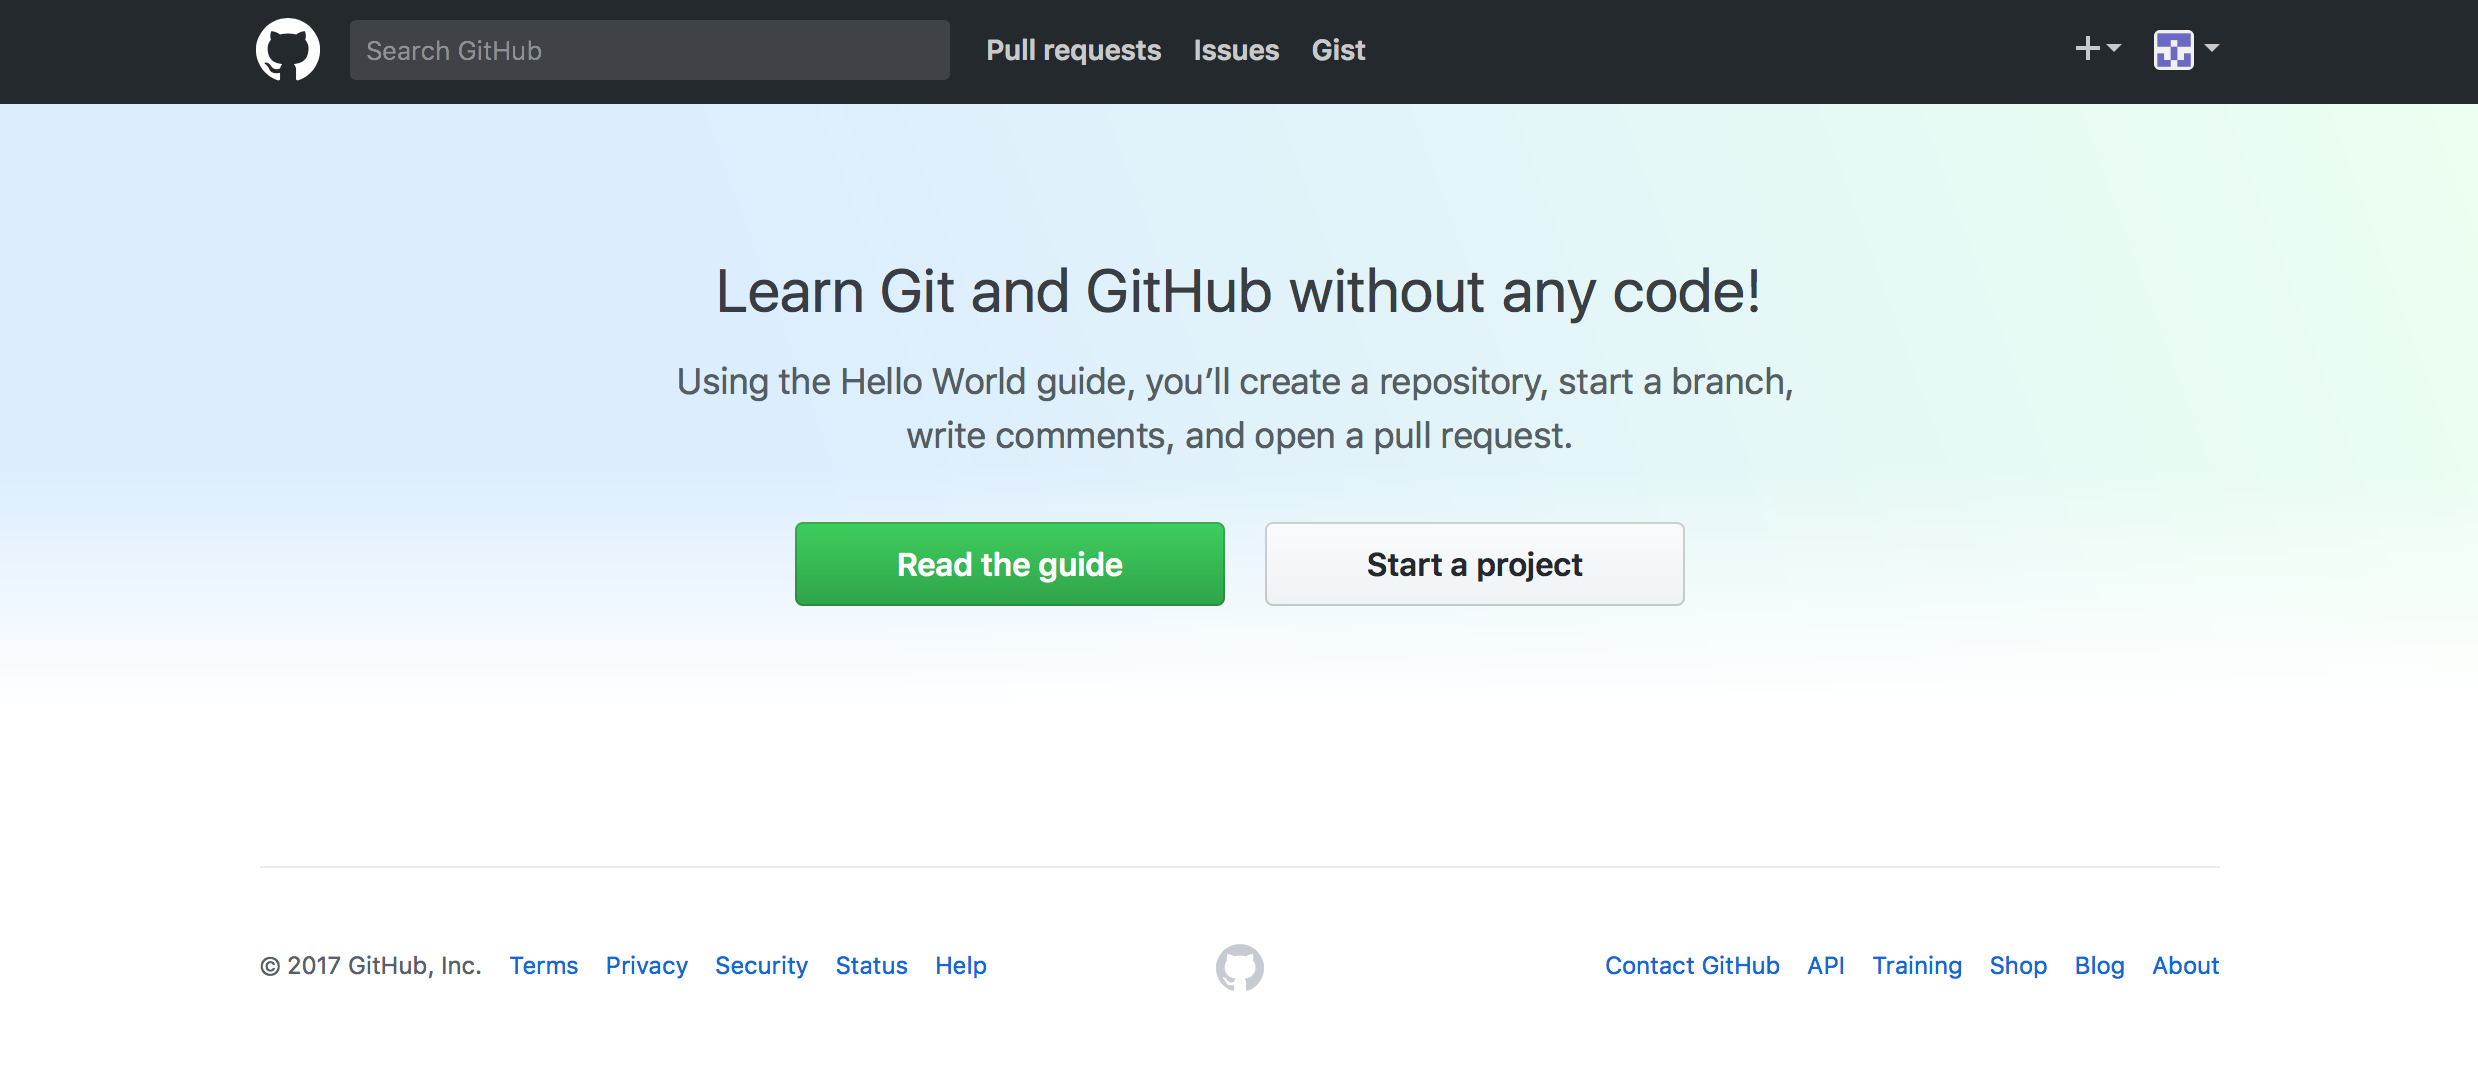 Search GitHub
Pull requests
Issues
Gist
Learn Git and GitHub without any code!
Using the Hello World guide, you’ll create a repository, start a branch,
write comments, and open a pull request.
Read the guide
Start a project
© 2017 GitHub, Inc. Terms Privacy Security Status Help
Contact GitHub API Training Shop Blog About